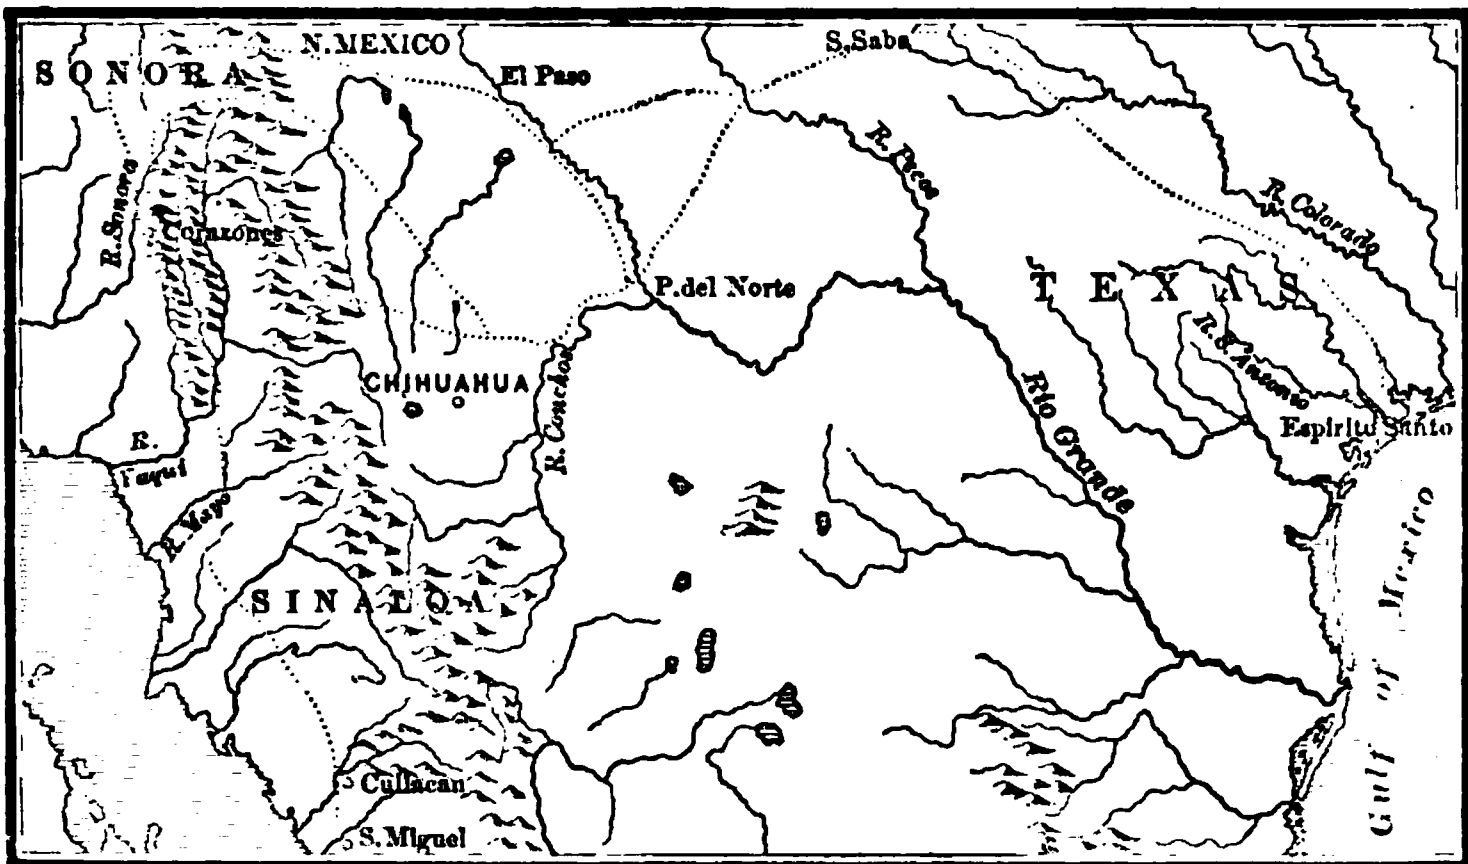 N. MEXICO
S. Saba
SONORA
El Paso
R. Pecos
R. Sonora
R. Colorado
Corazones
P. del Norte
TEXAS
R. S. Antonio
CHIHUAHUA
R. Conchos
Rio Grande
Espiritu Santo
R.
Yaqui
R. Mayo
Gulf of Mexico
SINALOA
Culiacan
S. Miguel